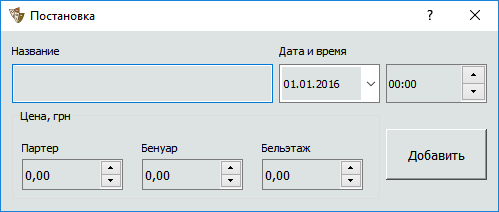 Постановка
Название
Дата и время
01.01.2016
00:00
Цена, грн
Партер
Бенуар
Бельэтаж
0,00
0,00
0,00
Добавить